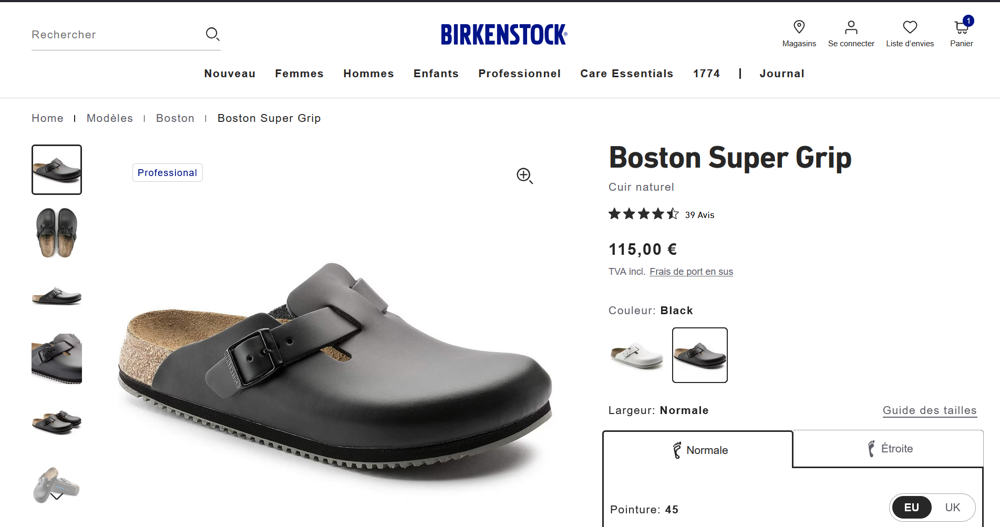 Rechercher
BIRKENSTOCK®
Magasins
Se connecter
Liste d'envies
1
Panier
Nouveau Femmes Hommes Enfants Professionnel Care Essentials 1774 | Journal
Home | Modèles | Boston | Boston Super Grip
Professional
BIRKENSTOCK
Boston Super Grip
Cuir naturel
39 Avis
115,00 €
TVA incl. Frais de port en sus
Couleur: Black
Largeur: Normale
Guide des tailles
Normale
Étroite
Pointure: 45
EU UK